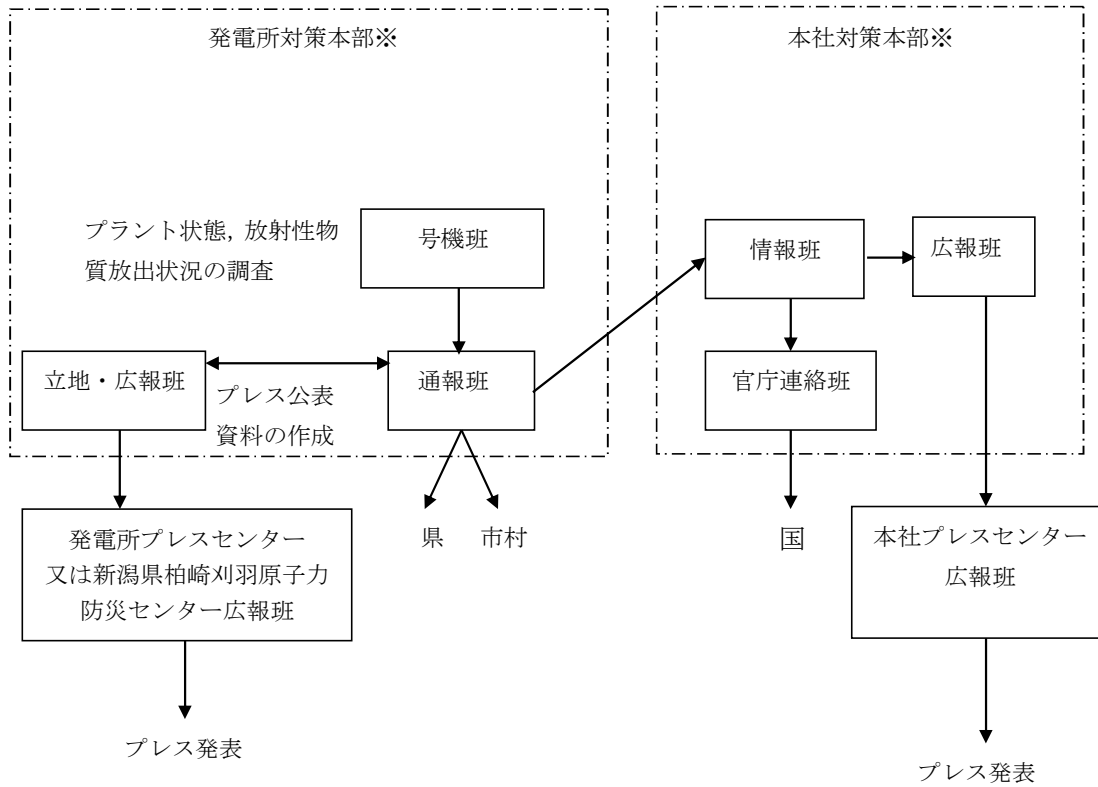 発電所対策本部※
本社対策本部※
プラント状態, 放射性物
質放出状況の調査
号機班
情報班
広報班
立地・広報班
プレス公表
資料の作成
通報班
官庁連絡班
県
市村
国
発電所プレスセンター
又は新潟県柏崎刈羽原子力
防災センター広報班
本社プレスセンター
広報班
プレス発表
プレス発表